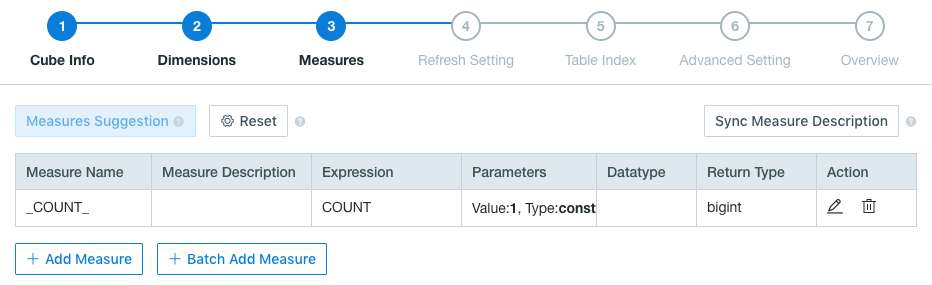 1 2 3 4 5 6 7
Cube Info Dimensions Measures Refresh Setting Table Index Advanced Setting Overview
Measures Suggestion ? Reset ? Sync Measure Description ?
Measure Name Measure Description Expression Parameters Datatype Return Type Action
_COUNT_ COUNT Value:1, Type:const bigint
+ Add Measure + Batch Add Measure